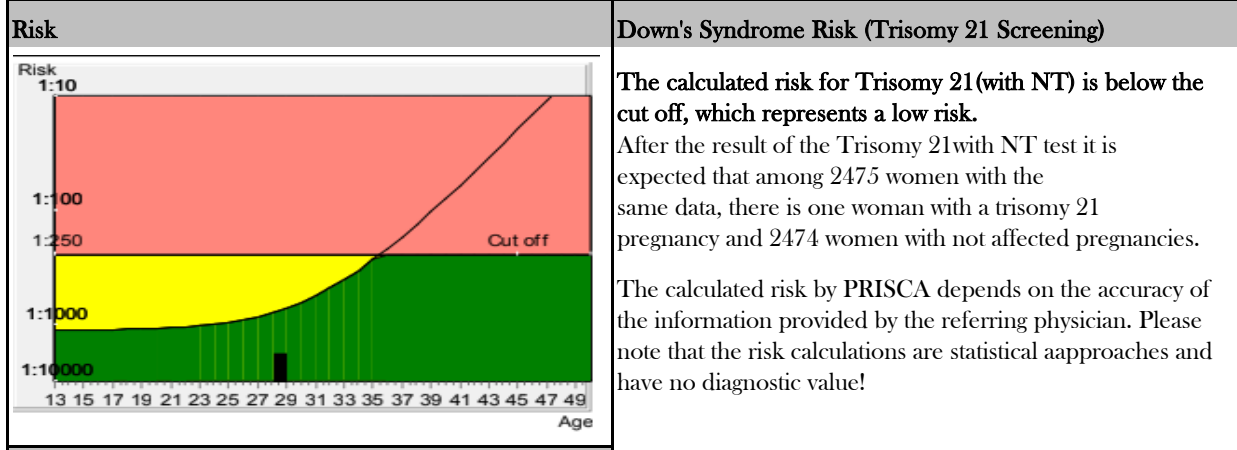 Risk
Risk
1:10
1:100
1:250
Cut off
1:1000
1:10000
13 15 17 19 21 23 25 27 29 31 33 35 37 39 41 43 45 47 49
Age
Down's Syndrome Risk (Trisomy 21 Screening)
The calculated risk for Trisomy 21(with NT) is below the
cut off, which represents a low risk.
After the result of the Trisomy 21with NT test it is
expected that among 2475 women with the
same data, there is one woman with a trisomy 21
pregnancy and 2474 women with not affected pregnancies.
The calculated risk by PRISCA depends on the accuracy of
the information provided by the referring physician. Please
note that the risk calculations are statistical aapproaches and
have no diagnostic value!